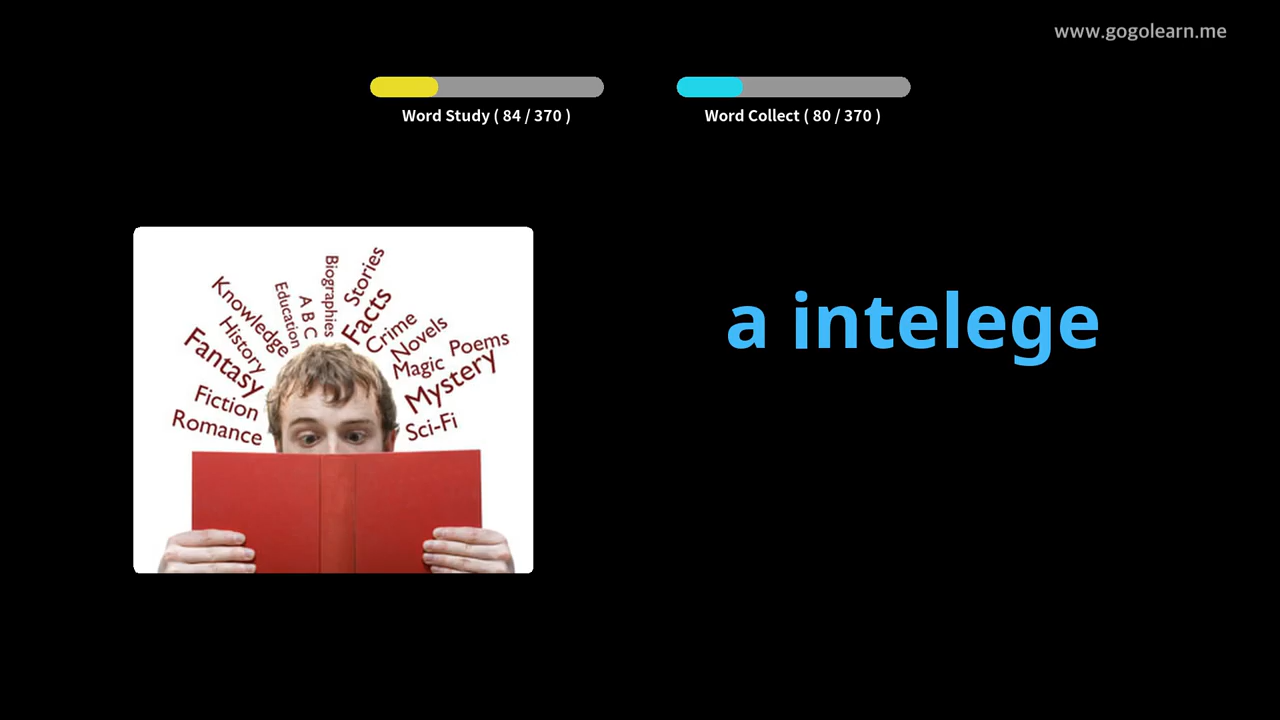 www.gogolearn.me
Word Study ( 84 / 370 )
Word Collect ( 80 / 370 )
a intelege
Biographies
Stories
Education
A B C
Facts
Knowledge
Crime
History
Novels
Fantasy
Magic
Poems
Mystery
Fiction
Romance
Sci-Fi